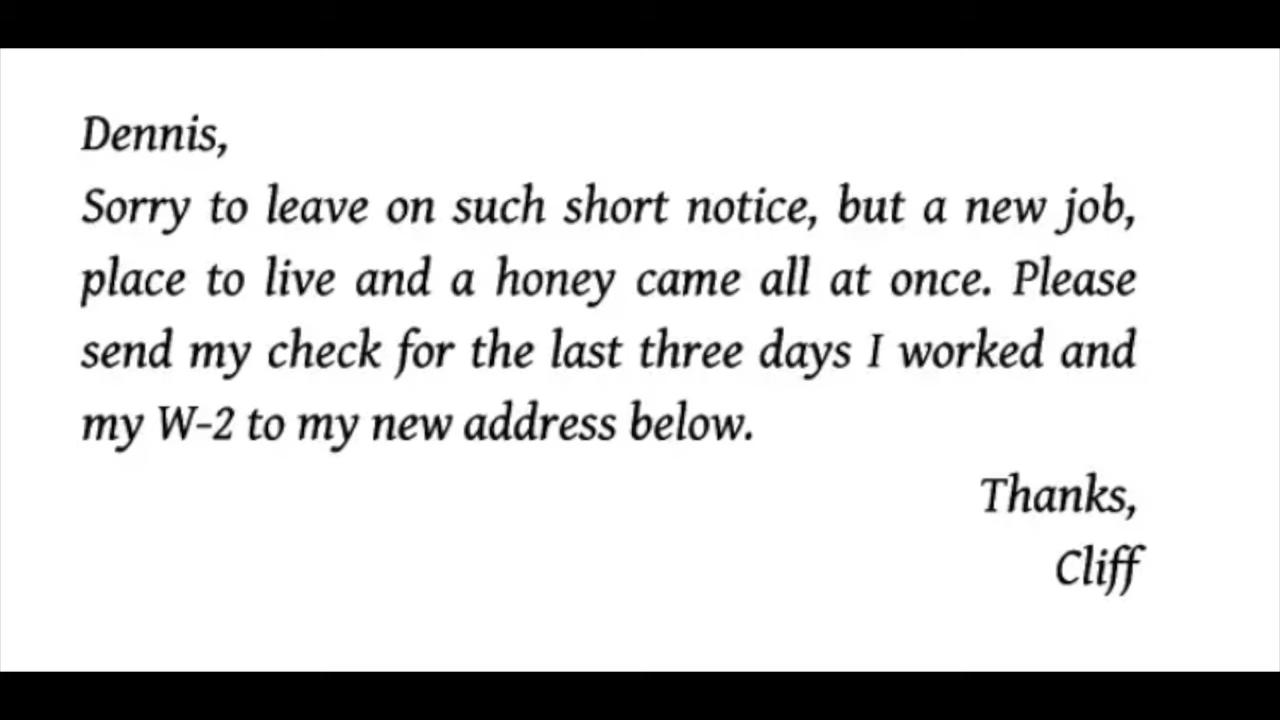 Dennis,
Sorry to leave on such short notice, but a new job,
place to live and a honey came all at once. Please
send my check for the last three days I worked and
my W-2 to my new address below.
Thanks,
Cliff